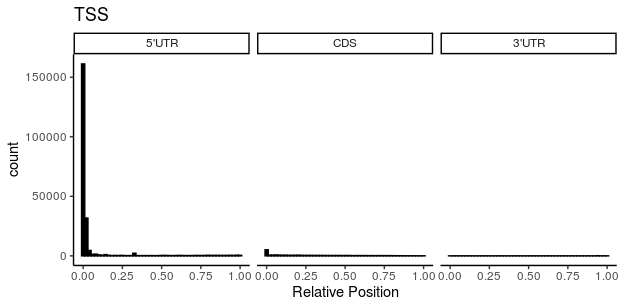 TSS
5'UTR CDS 3'UTR
150000
100000
50000
0
count
0.00 0.25 0.50 0.75 1.00 0.00 0.25 0.50 0.75 1.00 0.00 0.25 0.50 0.75 1.00
Relative Position